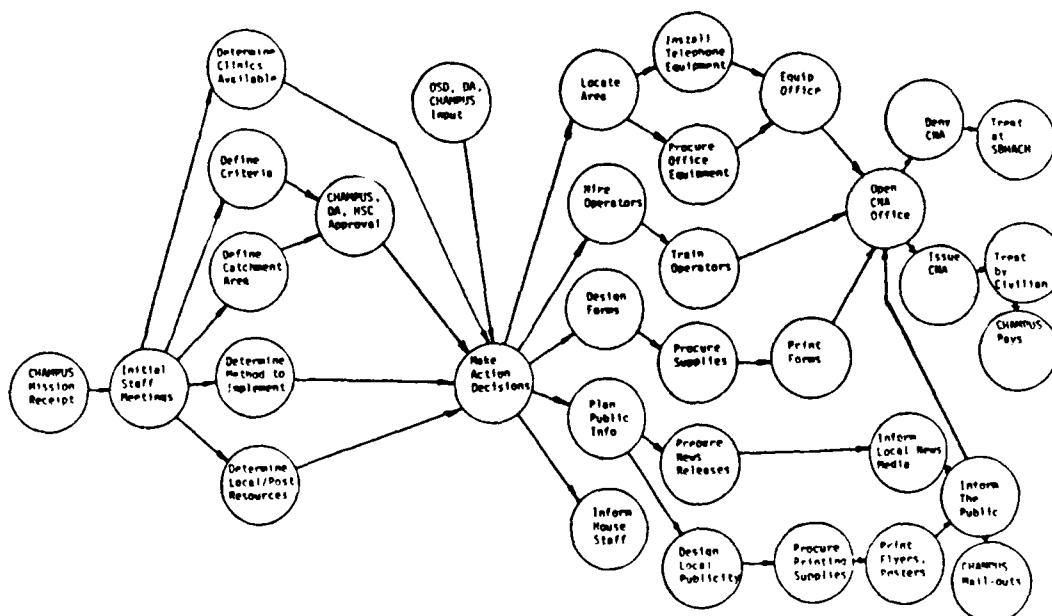 CHAMPUS
Mission
Receipt
Initial
Staff
Meetings
Determine
Clinics
Available
Define
Criteria
Define
Catchment
Area
Determine
Method to
Implement
Determine
Local/Post
Resources
CHAMPUS,
DA, HSC
Approval
OSD, DA,
CHAMPUS
Input
Make
Action
Decisions
Locate
Area
Install
Telephone
Equipment
Procure
Office
Equipment
Equip
Office
Hire
Operators
Train
Operators
Design
Forms
Procure
Supplies
Print
Forms
Plan
Public
Info
Prepare
News
Releases
Inform
Local News
Media
Inform
House
Staff
Design
Local
Publicity
Procure
Printing
Supplies
Print
Flyers,
Posters
Inform
The
Public
CHAMPUS
Mail-outs
Open
CNA
Office
Deny
CNA
Treat
at
SBHACH
Issue
CNA
Treat
by
Civilian
CHAMPUS
Pays